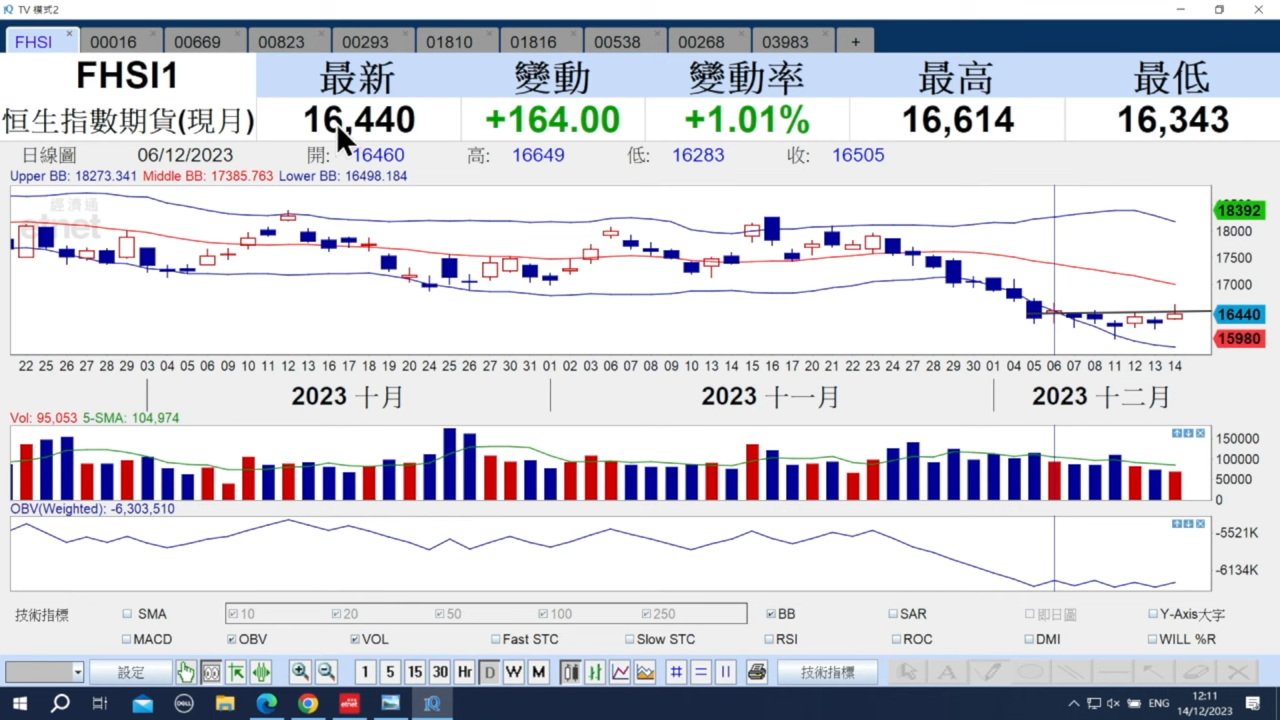 TV 模式2
FHSI 00016 00669 00823 00293 01810 01816 00538 00268 03983 +
FHSI1 最新 變動 變動率 最高 最低
恒生指數期貨(現月) 16,440 +164.00 +1.01% 16,614 16,343
日線圖 06/12/2023 開: 16460 高: 16649 低: 16283 收: 16505
Upper BB: 18273.341 Middle BB: 17385.763 Lower BB: 16498.184
經濟通
etnet
18392
18000
17500
17000
16440
15980
22 25 26 27 28 29 03 04 05 06 09 10 11 12 13 16 17 18 19 20 24 25 26 27 30 31 01 02 03 06 07 08 09 10 13 14 15 16 17 20 21 22 23 24 27 28 29 30 01 04 05 06 07 08 11 12 13 14
2023 十月 2023 十一月 2023 十二月
Vol: 95,053 5-SMA: 104,974
150000
100000
50000
0
OBV(Weighted): -6,303,510
-5521K
-6134K
技術指標 SMA 10 20 50 100 250 BB SAR 即日圖 Y-Axis大字
MACD OBV VOL Fast STC Slow STC RSI ROC DMI WILL %R
設定 1 5 15 30 Hr D W M 技術指標
DELL etnet IQ ENG 12:11
14/12/2023